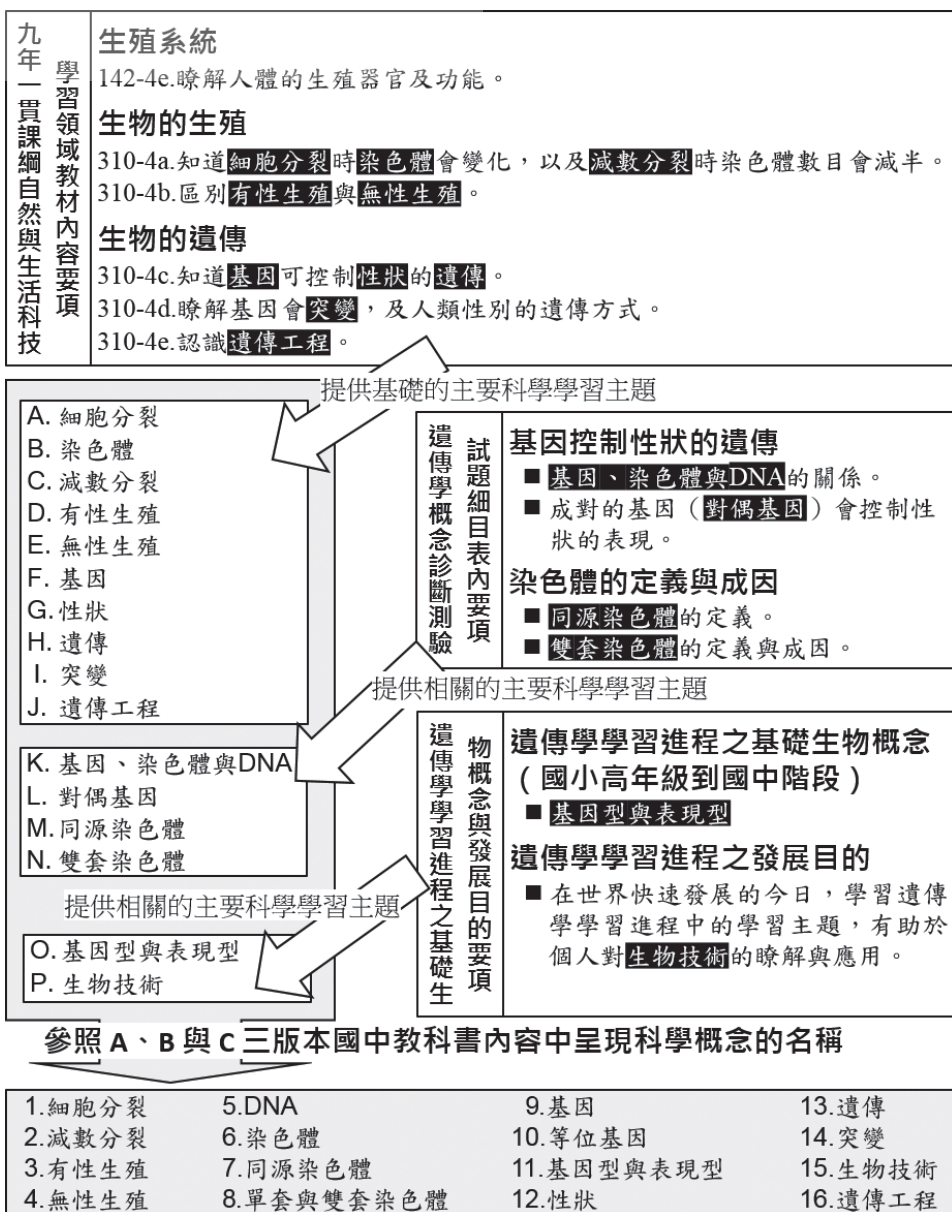 九年一貫課綱自然與生活科技
學習領域教材內容要項
生殖系統
142-4e.瞭解人體的生殖器官及功能。
生物的生殖
310-4a.知道細胞分裂時染色體會變化，以及減數分裂時染色體數目會減半。
310-4b.區別有性生殖與無性生殖。
生物的遺傳
310-4c.知道基因可控制性狀的遺傳。
310-4d.瞭解基因會突變，及人類性別的遺傳方式。
310-4e.認識遺傳工程。
提供基礎的主要科學學習主題
A. 細胞分裂
B. 染色體
C. 減數分裂
D. 有性生殖
E. 無性生殖
F. 基因
G. 性狀
H. 遺傳
I. 突變
J. 遺傳工程
遺傳學概念診斷測驗
試題細目表內要項
基因控制性狀的遺傳
■ 基因、染色體與DNA的關係。
■ 成對的基因（對偶基因）會控制性
狀的表現。
染色體的定義與成因
■ 同源染色體的定義。
■ 雙套染色體的定義與成因。
提供相關的主要科學學習主題
K. 基因、染色體與DNA
L. 對偶基因
M. 同源染色體
N. 雙套染色體
遺傳學學習進程之基礎生
物概念與發展目的要項
遺傳學學習進程之基礎生物概念
（國小高年級到國中階段）
■ 基因型與表現型
遺傳學學習進程之發展目的
■ 在世界快速發展的今日，學習遺傳
學學習進程中的學習主題，有助於
個人對生物技術的瞭解與應用。
提供相關的主要科學學習主題
O. 基因型與表現型
P. 生物技術
參照 A、B 與 C 三版本國中教科書內容中呈現科學概念的名稱
1.細胞分裂 5.DNA 9.基因 13.遺傳
2.減數分裂 6.染色體 10.等位基因 14.突變
3.有性生殖 7.同源染色體 11.基因型與表現型 15.生物技術
4.無性生殖 8.單套與雙套染色體 12.性狀 16.遺傳工程